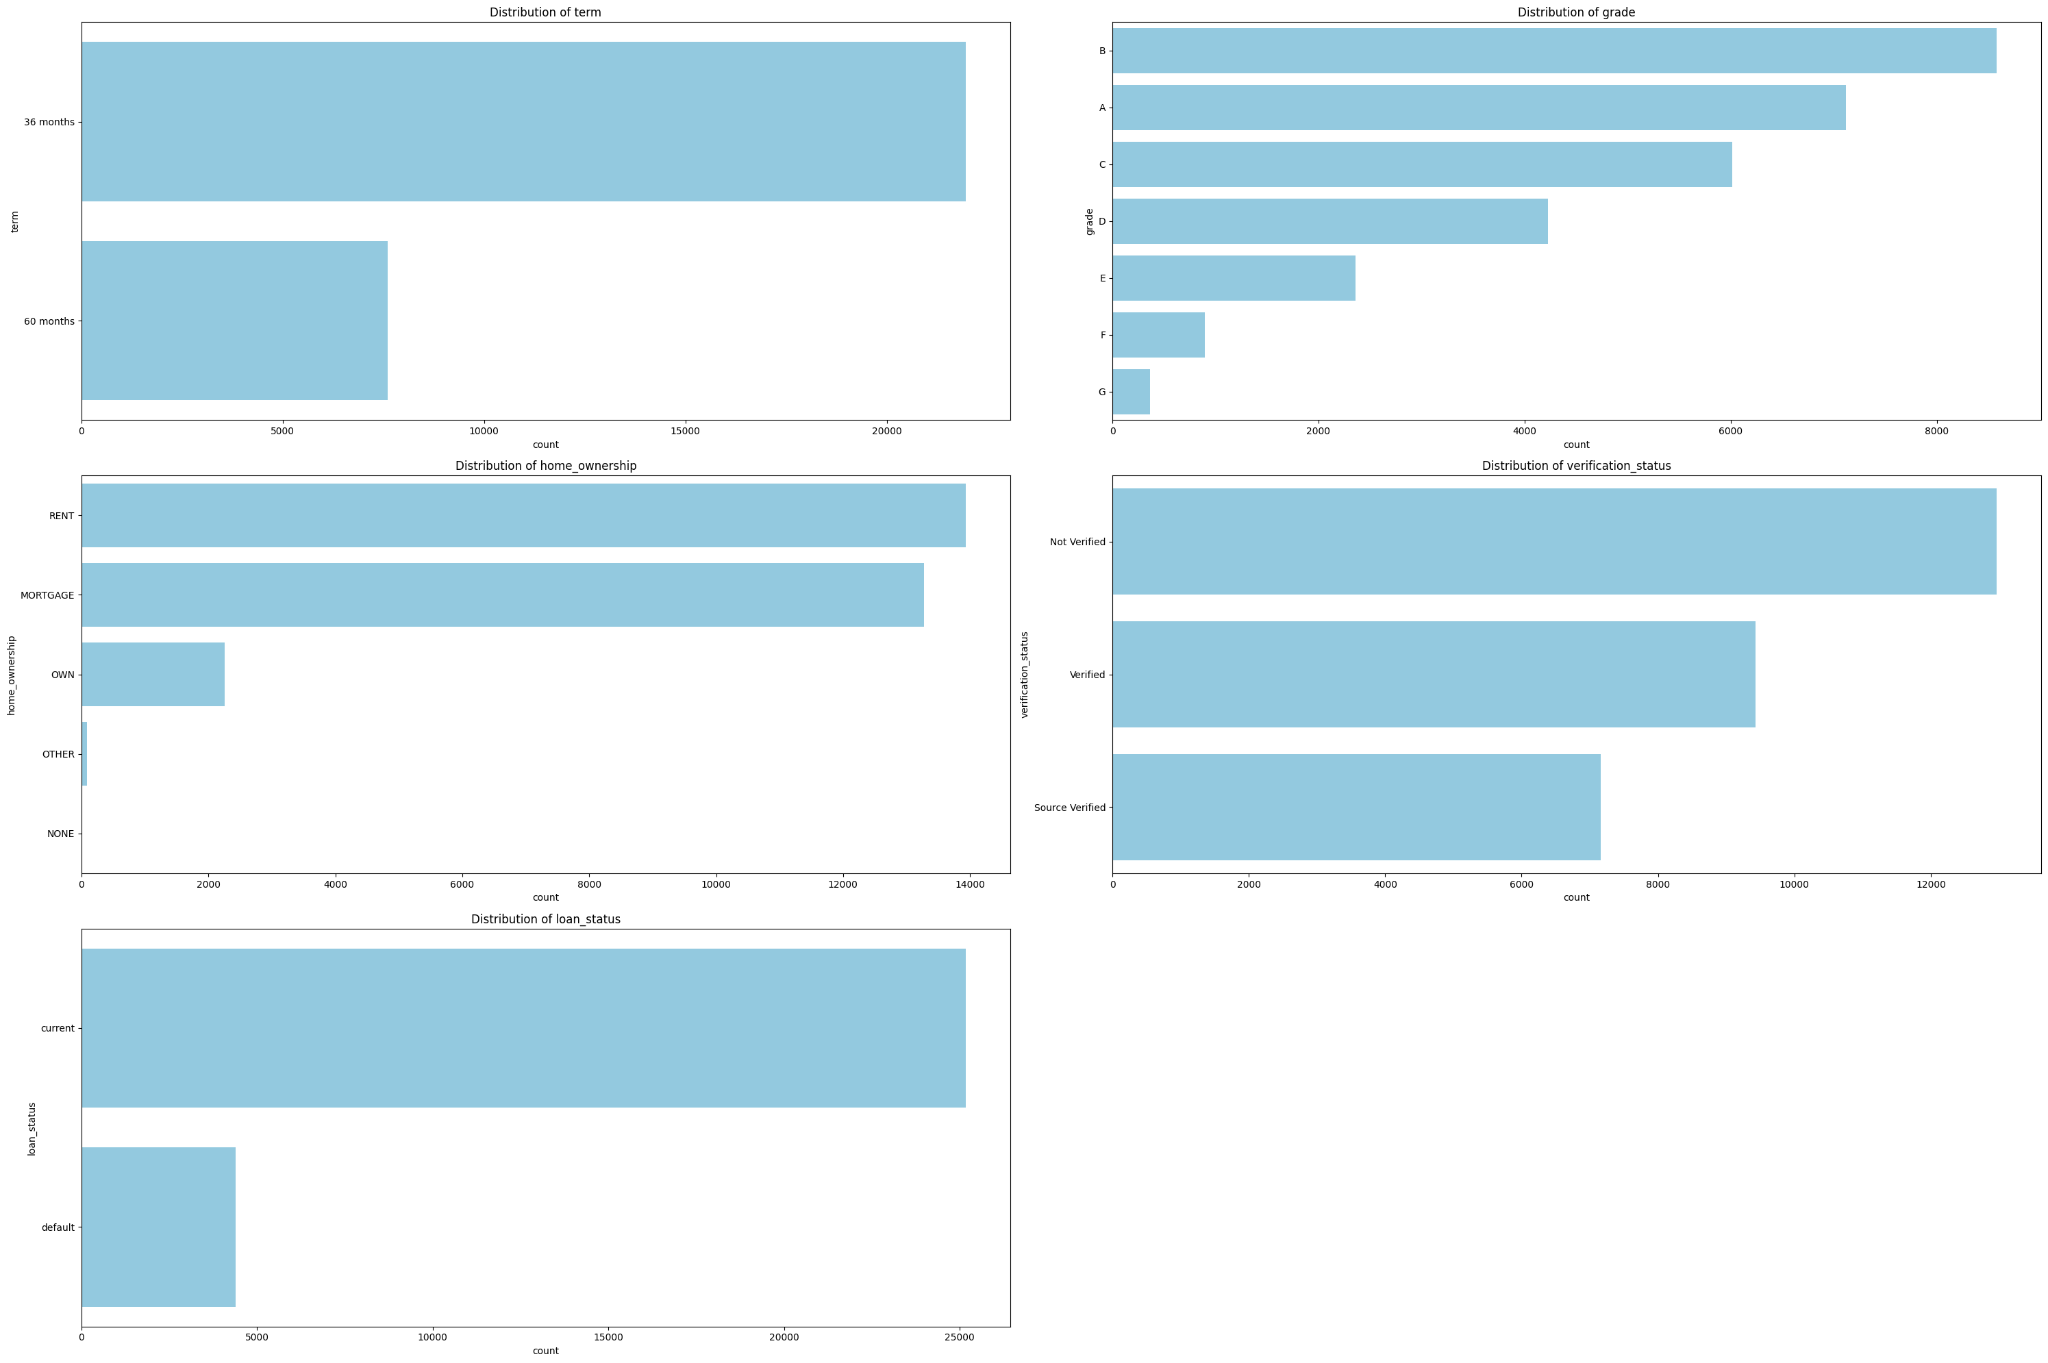 Distribution of term
term
36 months
60 months
0 5000 10000 15000 20000
count
Distribution of grade
grade
B
A
C
D
E
F
G
0 2000 4000 6000 8000
count
Distribution of home_ownership
home_ownership
RENT
MORTGAGE
OWN
OTHER
NONE
0 2000 4000 6000 8000 10000 12000 14000
count
Distribution of verification_status
verification_status
Not Verified
Verified
Source Verified
0 2000 4000 6000 8000 10000 12000
count
Distribution of loan_status
loan_status
current
default
0 5000 10000 15000 20000 25000
count